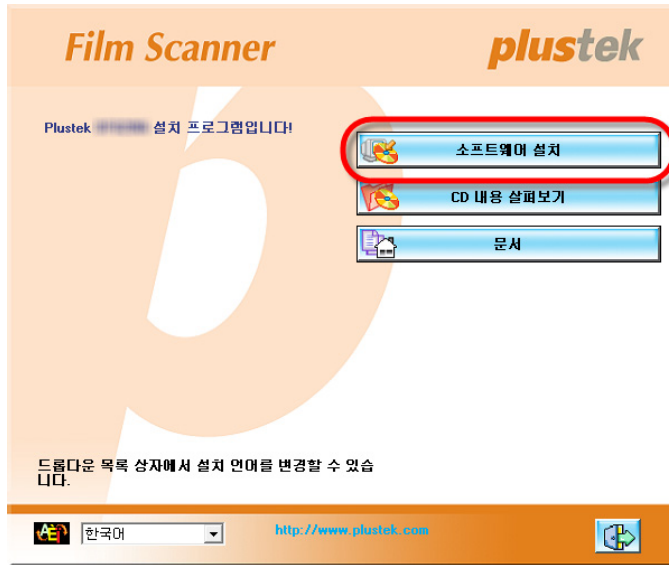 Film Scanner
plustek
Plustek 설치 프로그램입니다!
소프트웨어 설치
CD 내용 살펴보기
문서
드롭다운 목록 상자에서 설치 언어를 변경할 수 있습
니다.
한국어
http://www.plustek.com